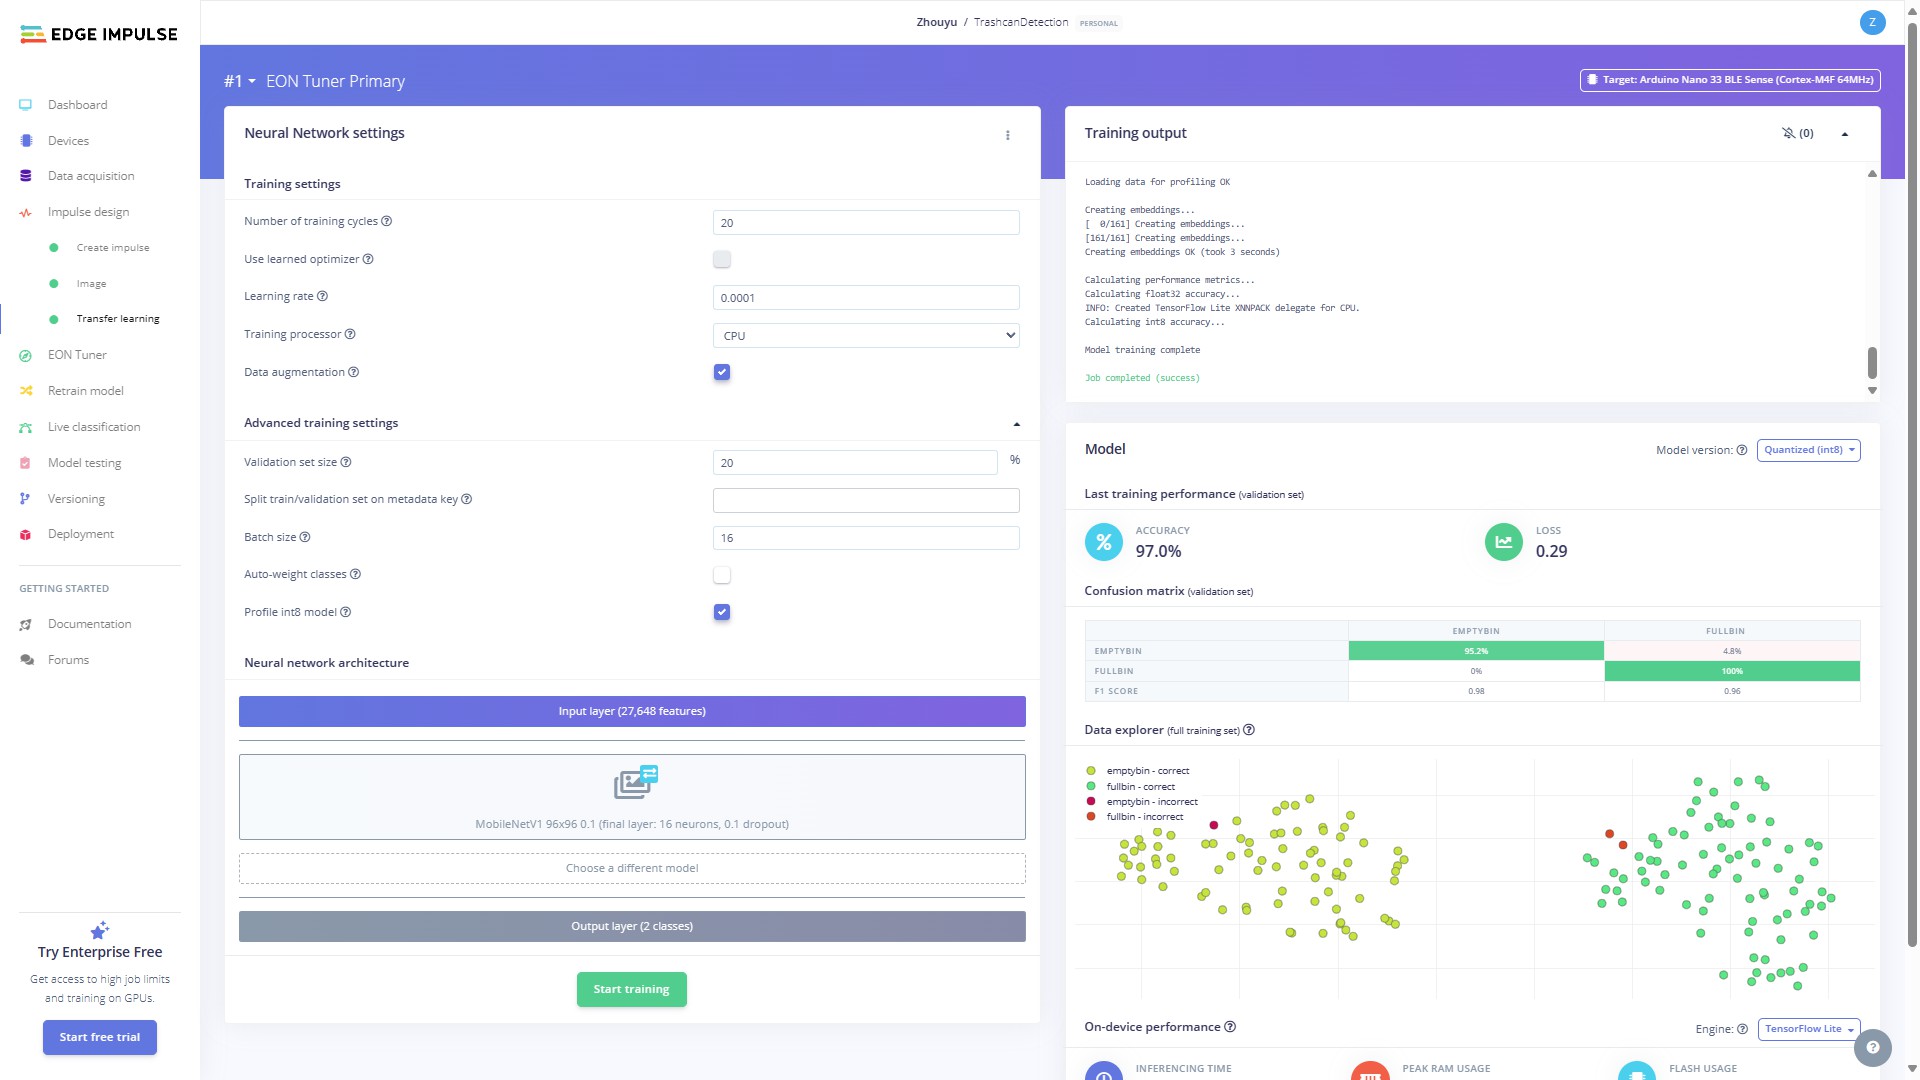 EDGE IMPULSE
Zhouyu / TrashcanDetection PERSONAL
Z
Dashboard
Devices
Data acquisition
Impulse design
Create impulse
Image
Transfer learning
EON Tuner
Retrain model
Live classification
Model testing
Versioning
Deployment
GETTING STARTED
Documentation
Forums
Try Enterprise Free
Get access to high job limits
and training on GPUs.
Start free trial
#1 EON Tuner Primary
Target: Arduino Nano 33 BLE Sense (Cortex-M4F 64MHz)
Neural Network settings
Training settings
Number of training cycles 20
Use learned optimizer
Learning rate 0.0001
Training processor CPU
Data augmentation
Advanced training settings
Validation set size 20 %
Split train/validation set on metadata key
Batch size 16
Auto-weight classes
Profile int8 model
Neural network architecture
Input layer (27,648 features)
MobileNetV1 96x96 0.1 (final layer: 16 neurons, 0.1 dropout)
Choose a different model
Output layer (2 classes)
Start training
Training output (0)
Loading data for profiling OK
Creating embeddings...
[  0/161] Creating embeddings...
[161/161] Creating embeddings...
Creating embeddings OK (took 3 seconds)
Calculating performance metrics...
Calculating float32 accuracy...
INFO: Created TensorFlow Lite XNNPACK delegate for CPU.
Calculating int8 accuracy...
Model training complete
Job completed (success)
Model
Model version: Quantized (int8)
Last training performance (validation set)
% ACCURACY
97.0%
LOSS
0.29
Confusion matrix (validation set)
EMPTYBIN FULLBIN
EMPTYBIN 95.2% 4.8%
FULLBIN 0% 100%
F1 SCORE 0.98 0.96
Data explorer (full training set)
emptybin - correct
fullbin - correct
emptybin - incorrect
fullbin - incorrect
On-device performance
Engine: TensorFlow Lite
INFERENCING TIME
PEAK RAM USAGE
FLASH USAGE